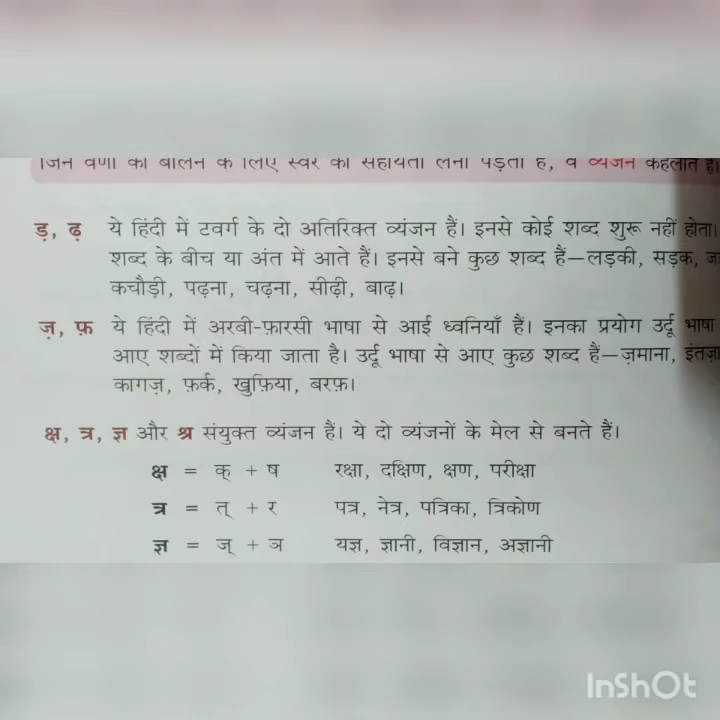 जिन वर्णों को बोलने के लिए स्वर की सहायता लेनी पड़ती है, वे व्यंजन कहलाते हैं।
ड़, ढ़ ये हिंदी में टवर्ग के दो अतिरिक्त व्यंजन हैं। इनसे कोई शब्द शुरू नहीं होता।
शब्द के बीच या अंत में आते हैं। इनसे बने कुछ शब्द हैं—लड़की, सड़क,
कचौड़ी, पढ़ना, चढ़ना, सीढ़ी, बाढ़।
ज़, फ़ ये हिंदी में अरबी-फ़ारसी भाषा से आई ध्वनियाँ हैं। इनका प्रयोग उर्दू भाषा
आए शब्दों में किया जाता है। उर्दू भाषा से आए कुछ शब्द हैं—ज़माना,
कागज़, फ़र्क, खुफ़िया, बरफ़।
क्ष, त्र, ज्ञ और श्र संयुक्त व्यंजन हैं। ये दो व्यंजनों के मेल से बनते हैं।
क्ष = क् + ष रक्षा, दक्षिण, क्षण, परीक्षा
त्र = त् + र पत्र, नेत्र, पत्रिका, त्रिकोण
ज्ञ = ज् + ञ यज्ञ, ज्ञानी, विज्ञान, अज्ञानी
InShOt